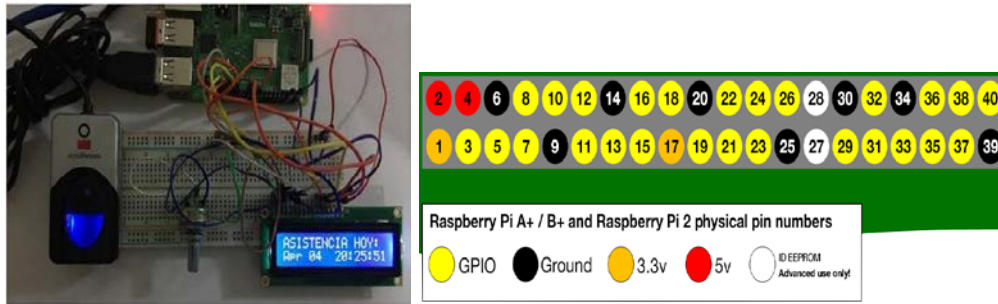 ASISTENCIA HOY:
Apr 04 20:25:51
2 4 6 8 10 12 14 16 18 20 22 24 26 28 30 32 34 36 38 40
1 3 5 7 9 11 13 15 17 19 21 23 25 27 29 31 33 35 37 39
Raspberry Pi A+ / B+ and Raspberry Pi 2 physical pin numbers
GPIO Ground 3.3v 5v ID EEPROM
Advanced use only!